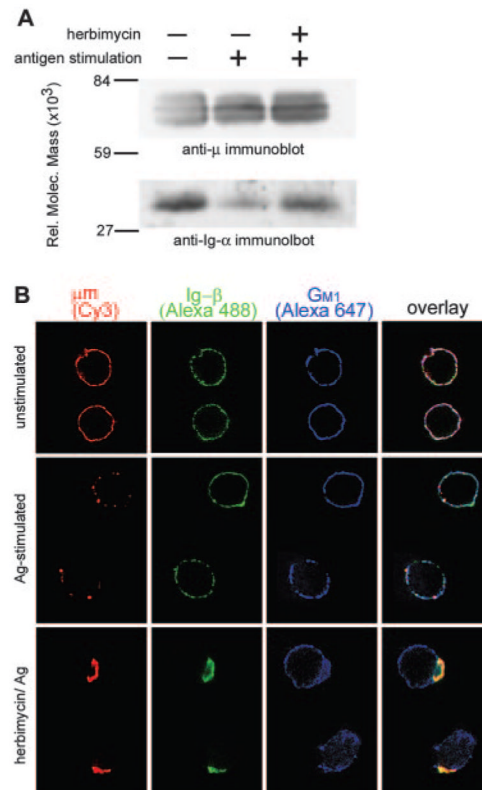 A
herbimycin − − +
antigen stimulation − + +
Rel. Molec. Mass (x10³)
84
59
anti-μ immunoblot
27
anti-Ig-α immunolbot
B
μm Ig-β GM1 overlay
(Cy3) (Alexa 488) (Alexa 647)
unstimulated
Ag-stimulated
herbimycin/ Ag